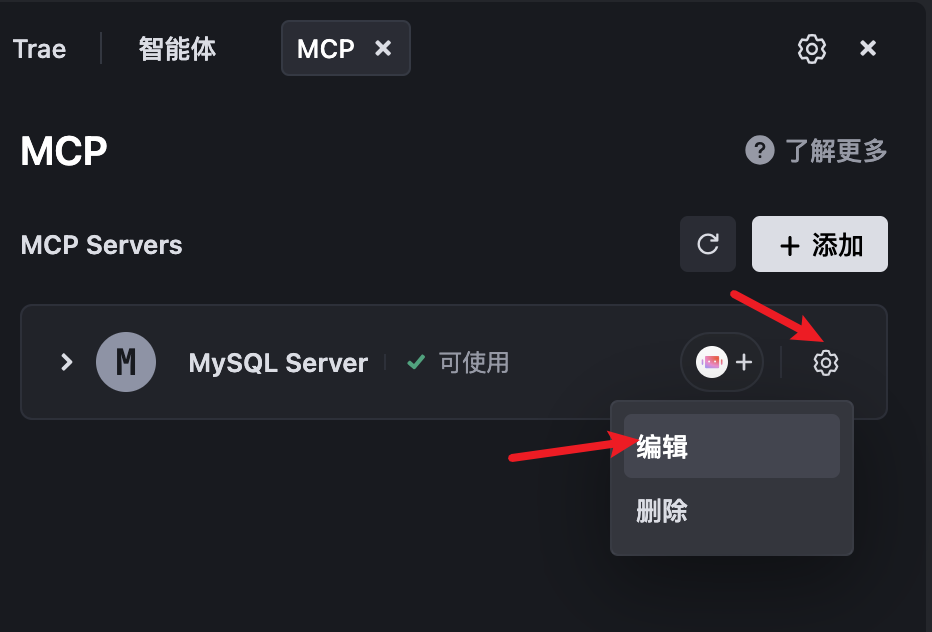 Trae 智能体 MCP
MCP
了解更多
MCP Servers
添加
M MySQL Server 可使用
编辑
删除